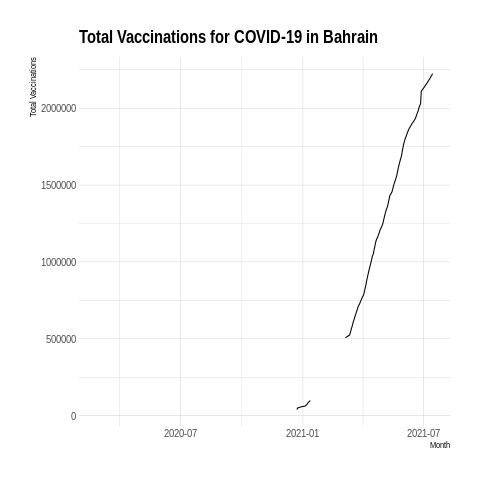 Total Vaccinations for COVID-19 in Bahrain
Total Vaccinations
2000000
1500000
1000000
500000
0
2020-07 2021-01 2021-07
Month